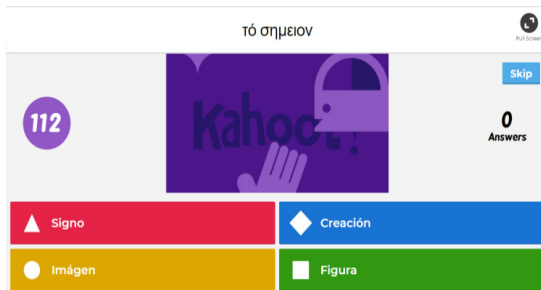 τό σημειον
Full Screen
Skip
112
Kahoot!
0
Answers
Signo
Creación
Imágen
Figura